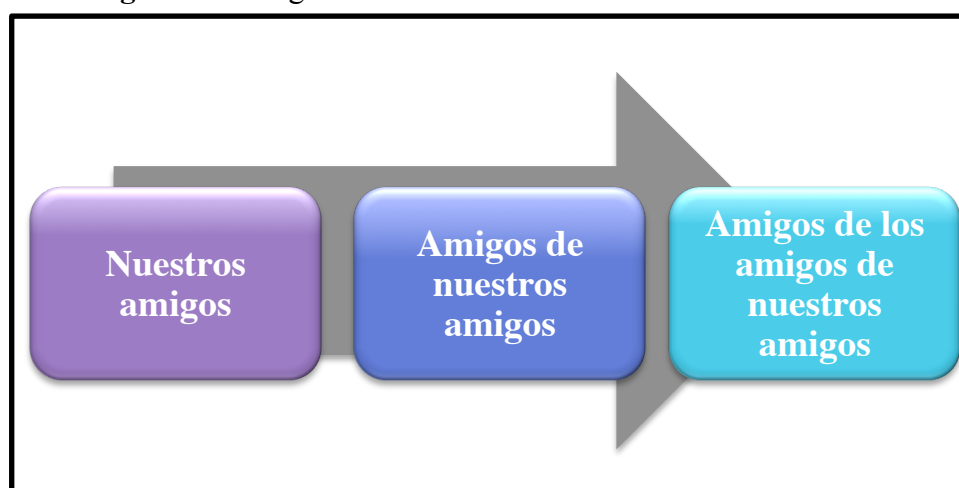 Nuestros
amigos
Amigos de
nuestros
amigos
Amigos de los
amigos de
nuestros
amigos